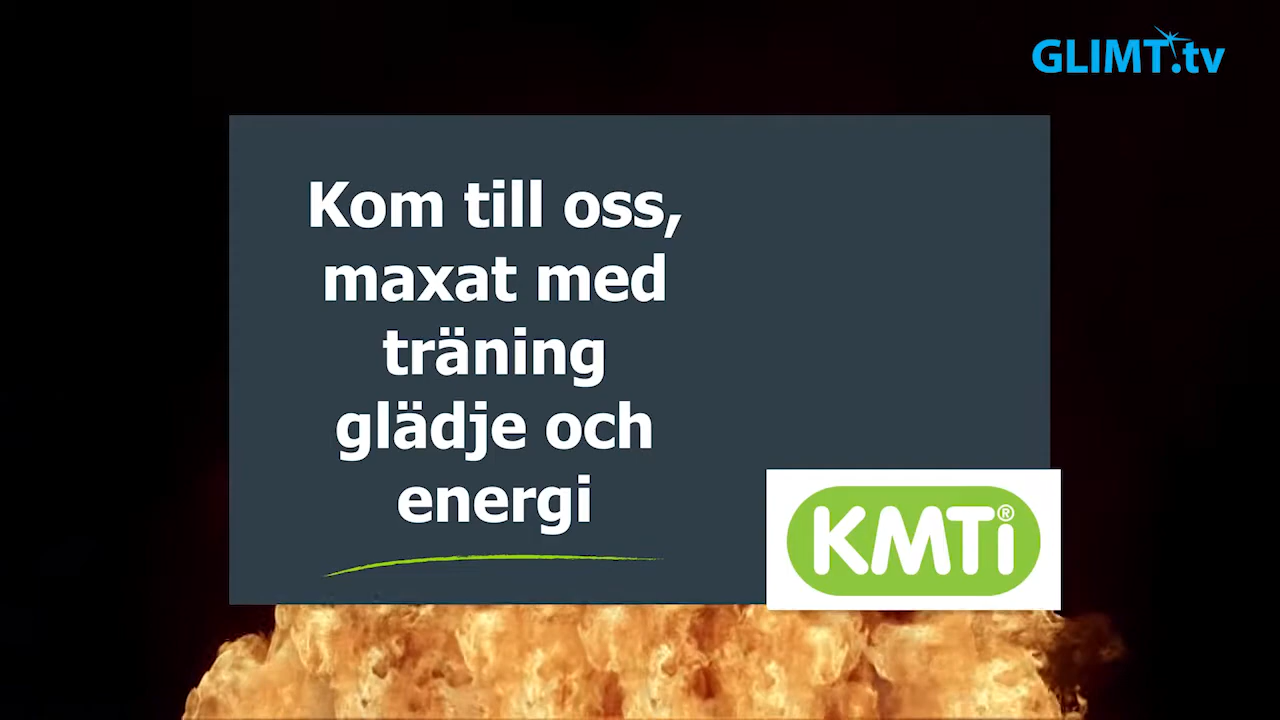 GLIMT.tv
Kom till oss,
maxat med
träning
glädje och
energi
KMTi®